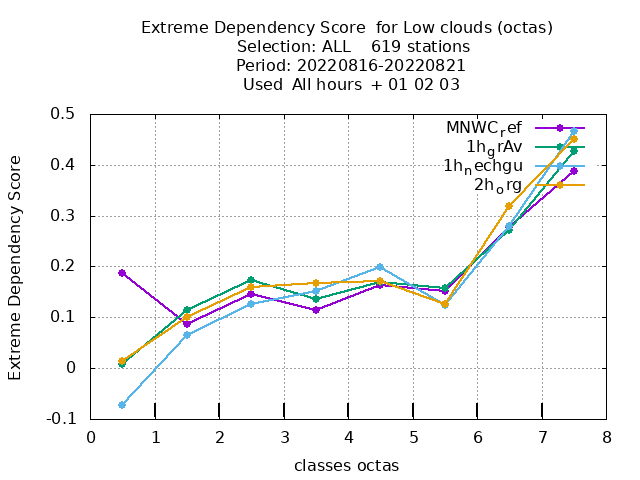 Extreme Dependency Score  for Low clouds (octas)
Selection: ALL    619 stations
Period: 20220816-20220821
Used  All hours  + 01 02 03
Extreme Dependency Score
0.5
0.4
0.3
0.2
0.1
0
-0.1
MNWCref
1hgrAv
1hnechgu
2horg
0 1 2 3 4 5 6 7 8
classes octas